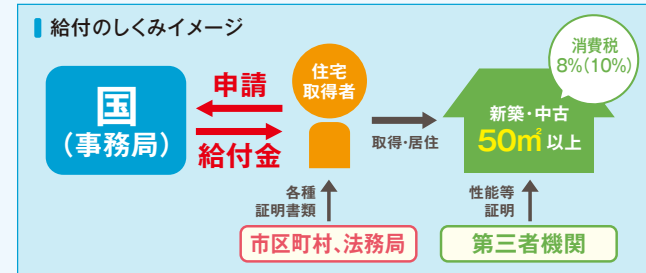 給付のしくみイメージ
消費税
8%(10%)
国
(事務局)
申請
給付金
住宅
取得者
取得・居住
新築・中古
50㎡以上
各種
証明書類
性能等
証明
市区町村、法務局
第三者機関